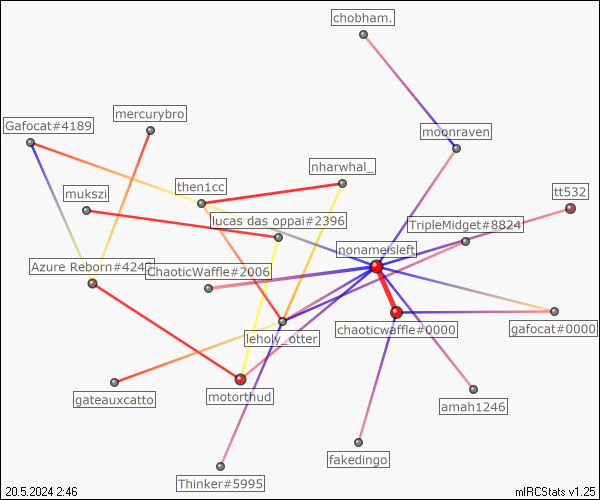 chobham.
mercurybro
Gafocat#4189
moonraven
nharwhal_
then1cc
mukszi
tt532
lucas das oppai#2396
TripleMidget#8824
nonameisleft
Azure Reborn#4243
ChaoticWaffle#2006
chaoticwaffle#0000
gafocat#0000
leholy_otter
gateauxcatto
motorthud
amah1246
fakedingo
Thinker#5995
20.5.2024 2:46
mIRCStats v1.25